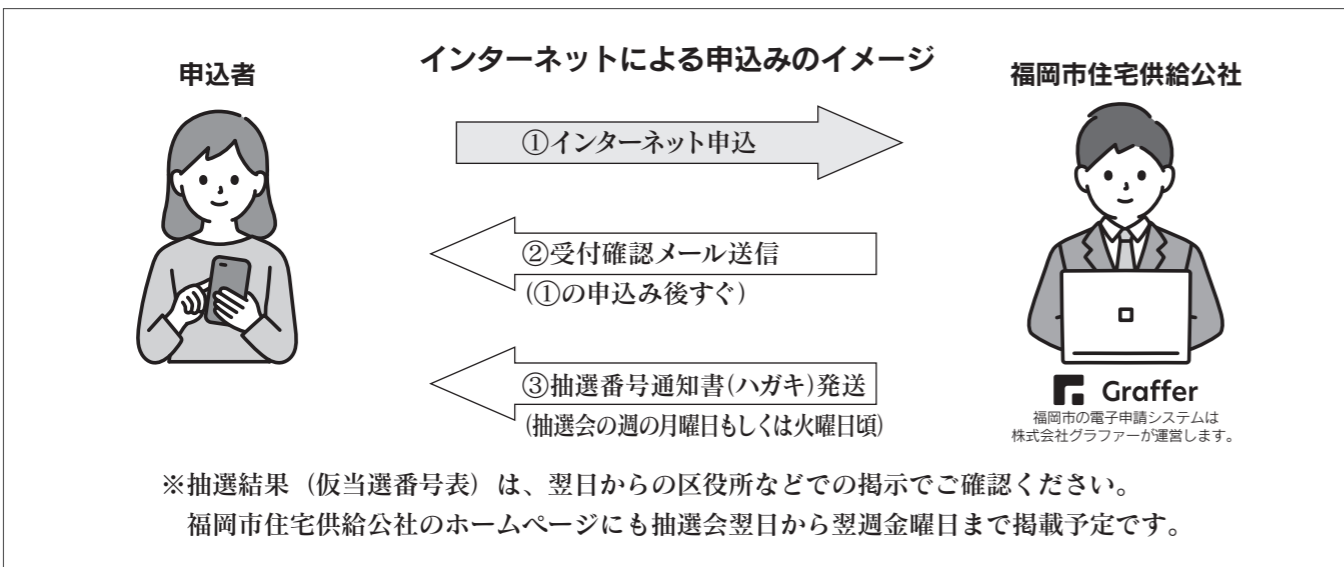 インターネットによる申込みのイメージ
申込者
福岡市住宅供給公社
①インターネット申込
②受付確認メール送信
(①の申込み後すぐ)
③抽選番号通知書(ハガキ)発送
(抽選会の週の月曜日もしくは火曜日頃)
Graffer
福岡市の電子申請システムは
株式会社グラファーが運営します。
※抽選結果（仮当選番号表）は、翌日からの区役所などでの掲示でご確認ください。
福岡市住宅供給公社のホームページにも抽選会翌日から翌週金曜日まで掲載予定です。